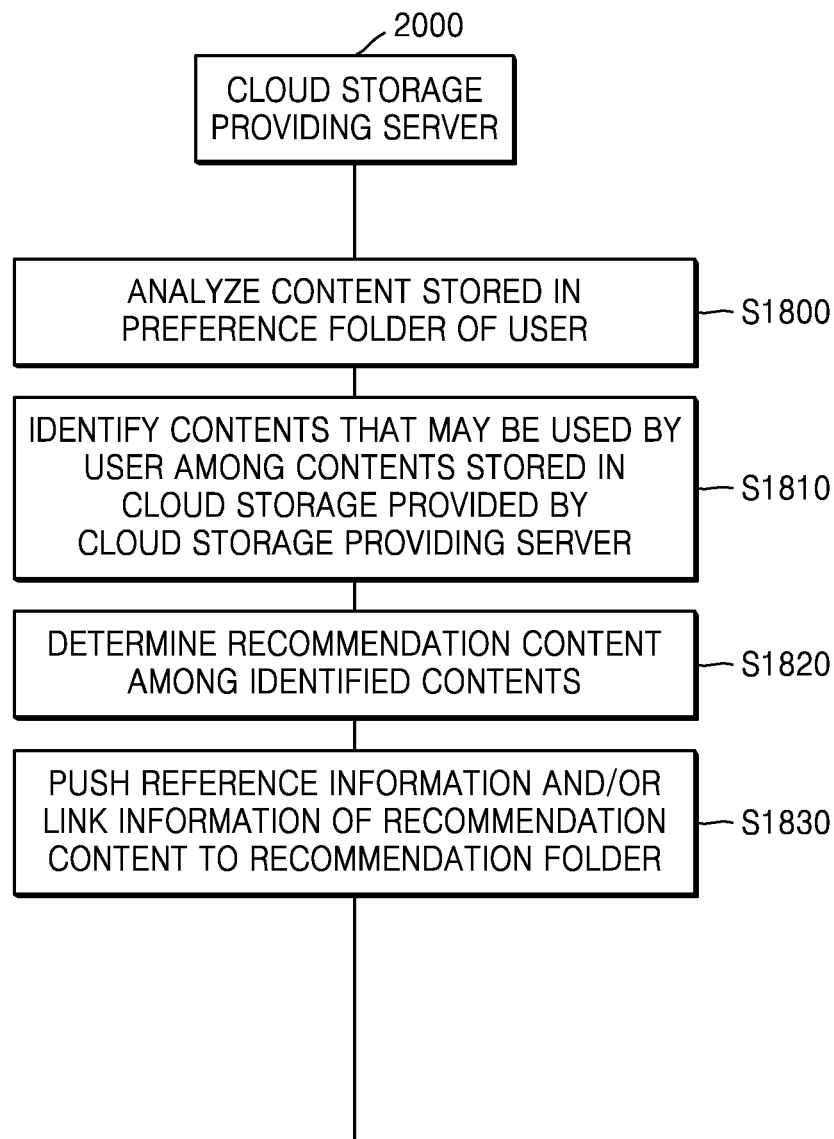 2000
CLOUD STORAGE
PROVIDING SERVER
ANALYZE CONTENT STORED IN
PREFERENCE FOLDER OF USER
S1800
IDENTIFY CONTENTS THAT MAY BE USED BY
USER AMONG CONTENTS STORED IN
CLOUD STORAGE PROVIDED BY
CLOUD STORAGE PROVIDING SERVER
S1810
DETERMINE RECOMMENDATION CONTENT
AMONG IDENTIFIED CONTENTS
S1820
PUSH REFERENCE INFORMATION AND/OR
LINK INFORMATION OF RECOMMENDATION
CONTENT TO RECOMMENDATION FOLDER
S1830